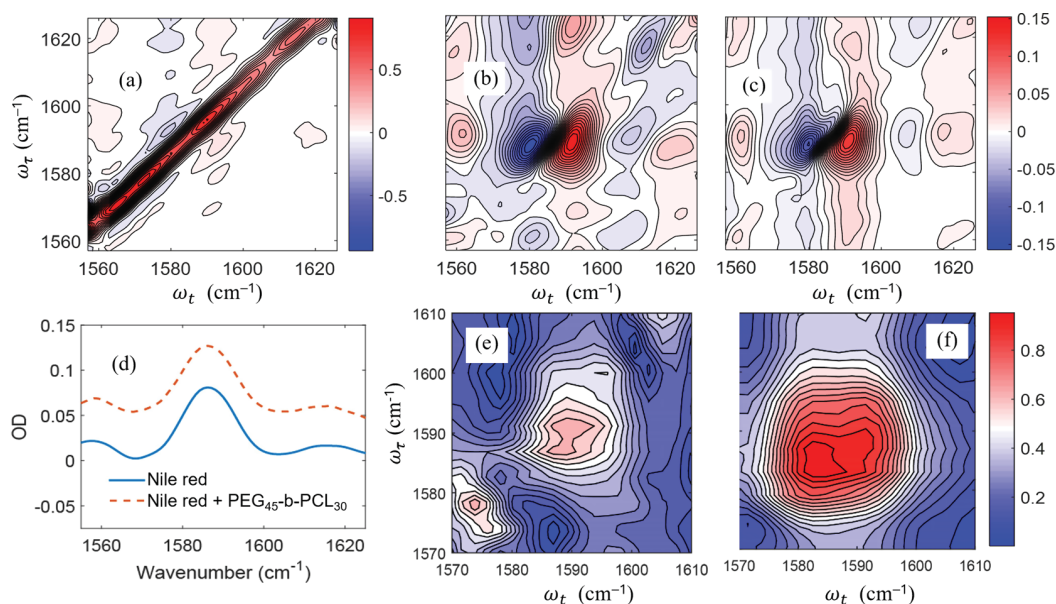 (a)
1620
1600
1580
1560
ω_τ (cm⁻¹)
1560 1580 1600 1620
ω_t (cm⁻¹)
0.5
0
-0.5
(b)
1560 1580 1600 1620
ω_t (cm⁻¹)
(c)
1560 1580 1600 1620
ω_t (cm⁻¹)
0.15
0.10
0.05
0
-0.05
-0.10
-0.15
(d)
0.15
0.1
0.05
0
-0.05
OD
Nile red
Nile red + PEG₄₅-b-PCL₃₀
1560 1580 1600 1620
Wavenumber (cm⁻¹)
(e)
1610
1600
1590
1580
1570
ω_τ (cm⁻¹)
1570 1580 1590 1600 1610
ω_t (cm⁻¹)
(f)
1570 1580 1590 1600 1610
ω_t (cm⁻¹)
0.8
0.6
0.4
0.2